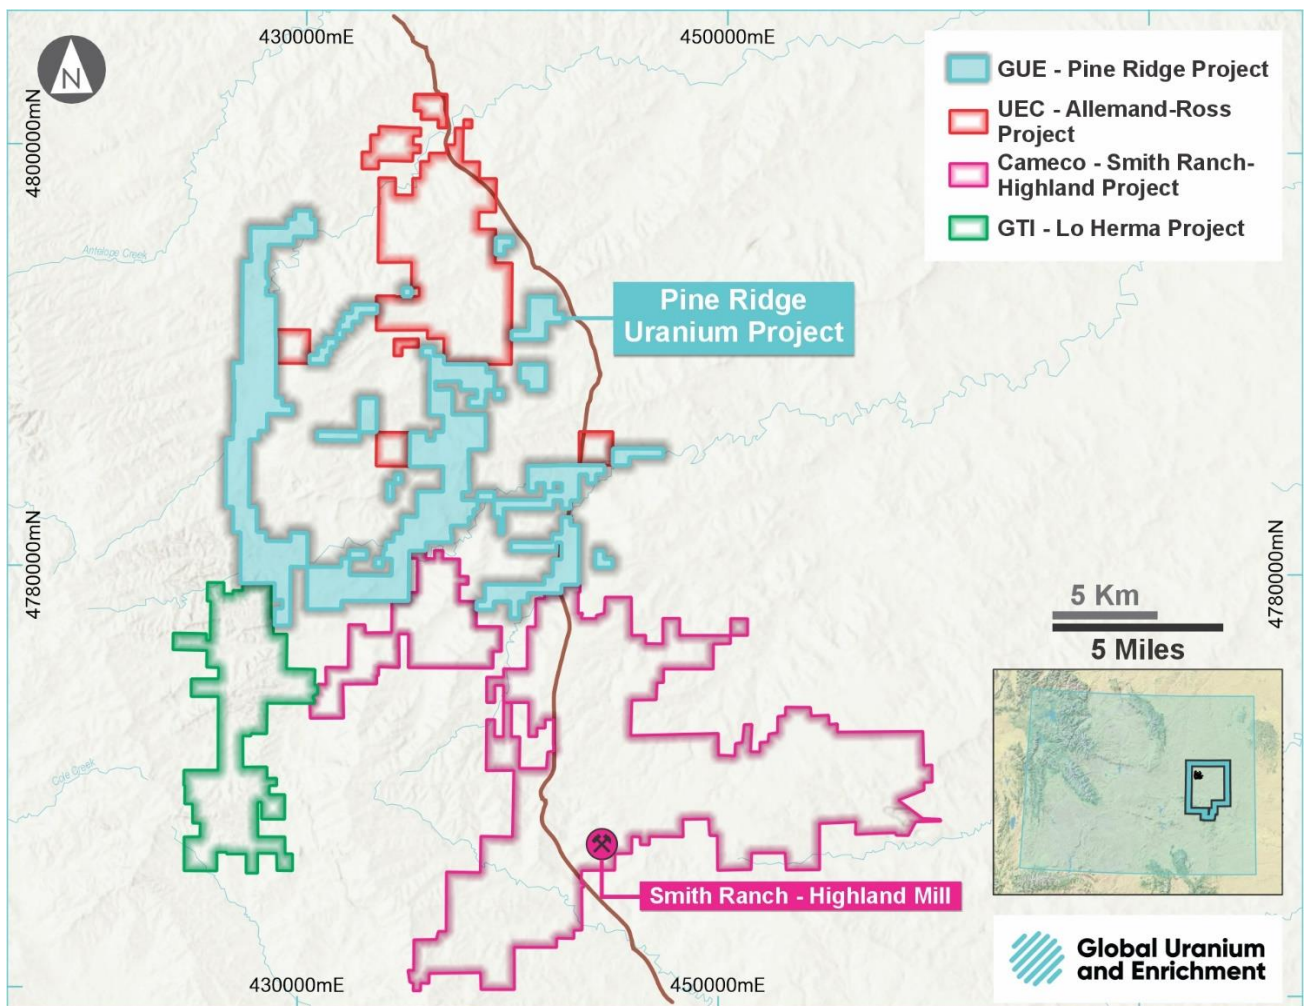 430000mE
450000mE
N
4800000mN
GUE - Pine Ridge Project
UEC - Allemand-Ross
Project
Cameco - Smith Ranch-
Highland Project
GTI - Lo Herma Project
Antelope Creek
Pine Ridge
Uranium Project
4780000mN
4780000mN
5 Km
5 Miles
Cole Creek
Smith Ranch - Highland Mill
Global Uranium
and Enrichment
430000mE
450000mE